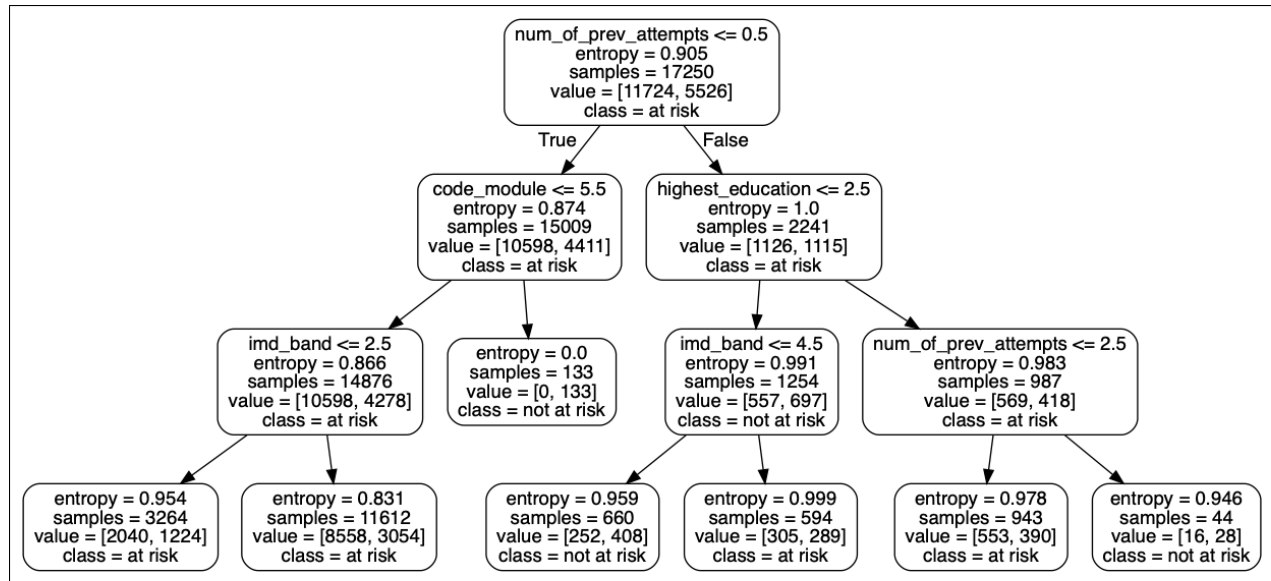 num_of_prev_attempts <= 0.5
entropy = 0.905
samples = 17250
value = [11724, 5526]
class = at risk
True
False
code_module <= 5.5
entropy = 0.874
samples = 15009
value = [10598, 4411]
class = at risk
highest_education <= 2.5
entropy = 1.0
samples = 2241
value = [1126, 1115]
class = at risk
imd_band <= 2.5
entropy = 0.866
samples = 14876
value = [10598, 4278]
class = at risk
entropy = 0.0
samples = 133
value = [0, 133]
class = not at risk
imd_band <= 4.5
entropy = 0.991
samples = 1254
value = [557, 697]
class = not at risk
num_of_prev_attempts <= 2.5
entropy = 0.983
samples = 987
value = [569, 418]
class = at risk
entropy = 0.954
samples = 3264
value = [2040, 1224]
class = at risk
entropy = 0.831
samples = 11612
value = [8558, 3054]
class = at risk
entropy = 0.959
samples = 660
value = [252, 408]
class = not at risk
entropy = 0.999
samples = 594
value = [305, 289]
class = at risk
entropy = 0.978
samples = 943
value = [553, 390]
class = at risk
entropy = 0.946
samples = 44
value = [16, 28]
class = not at risk